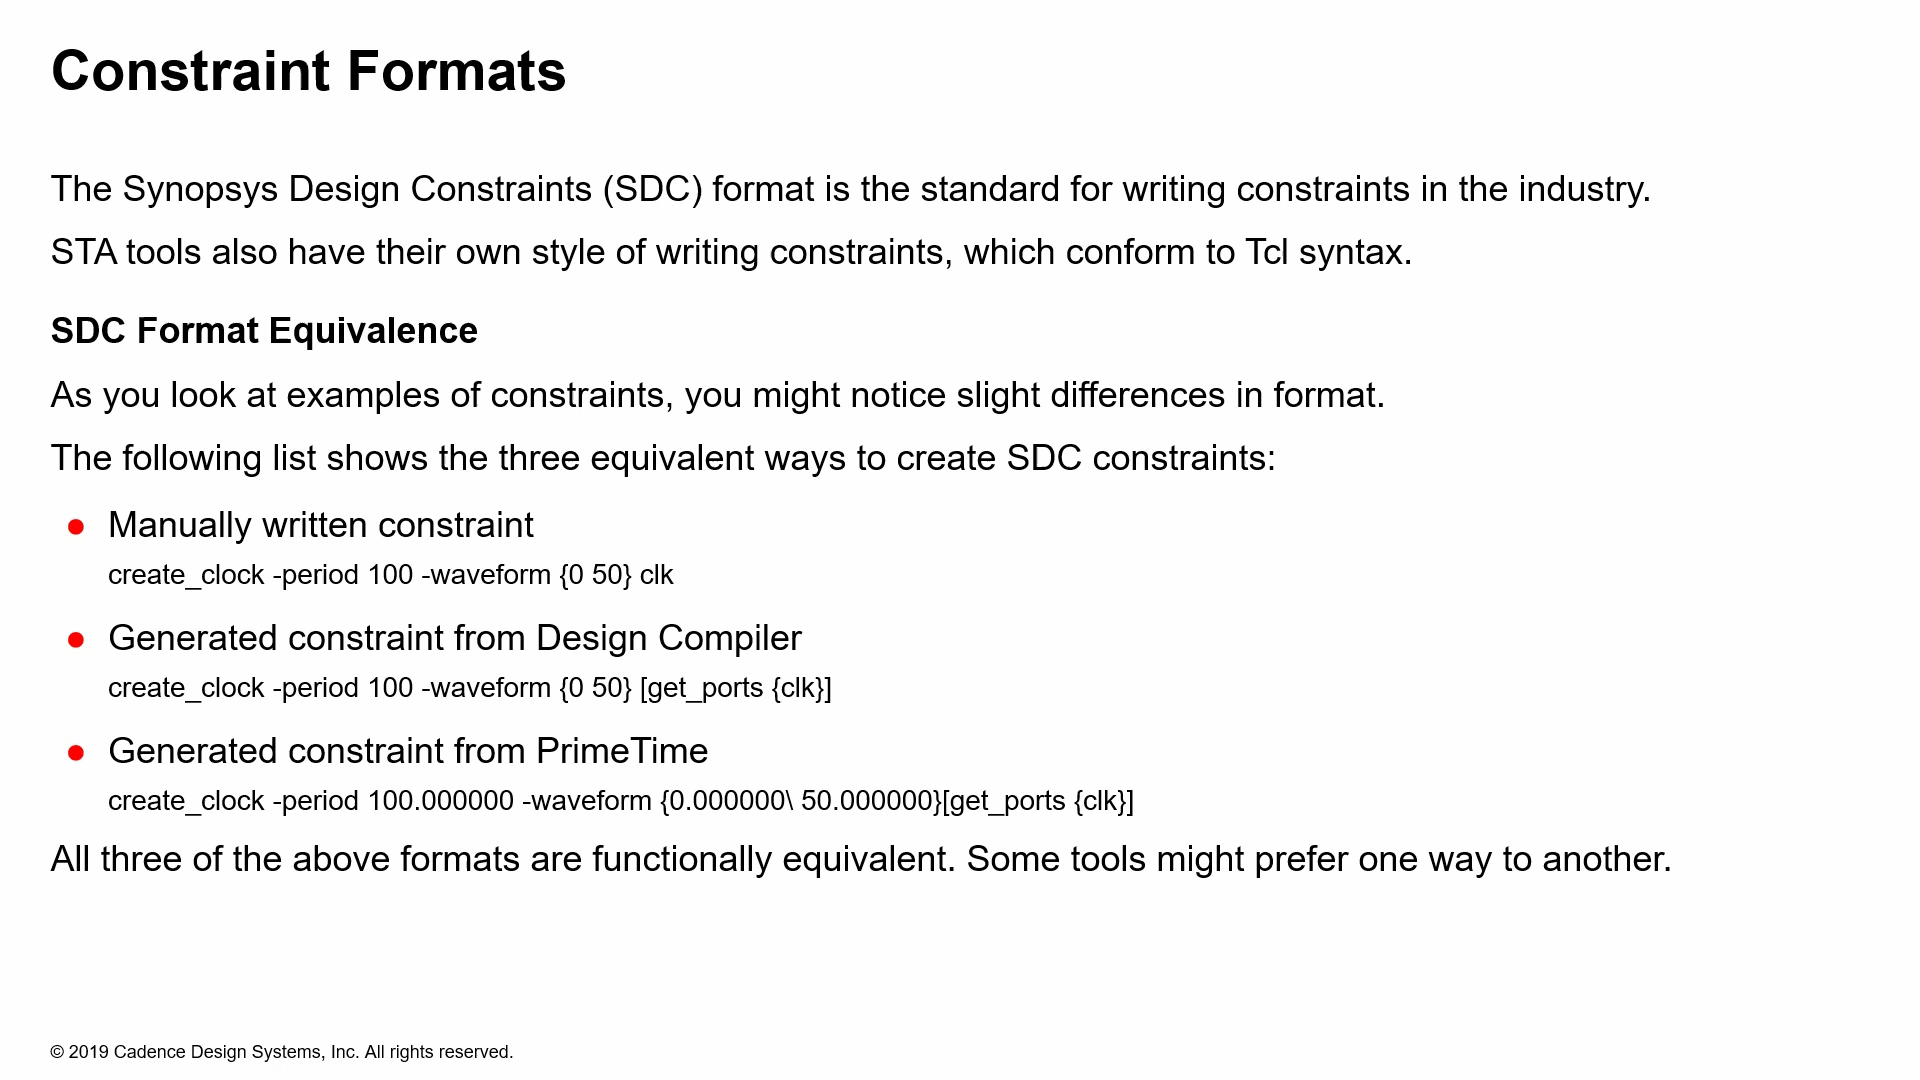 Constraint Formats
The Synopsys Design Constraints (SDC) format is the standard for writing constraints in the industry.
STA tools also have their own style of writing constraints, which conform to Tcl syntax.
SDC Format Equivalence
As you look at examples of constraints, you might notice slight differences in format.
The following list shows the three equivalent ways to create SDC constraints:
● Manually written constraint
create_clock -period 100 -waveform {0 50} clk
● Generated constraint from Design Compiler
create_clock -period 100 -waveform {0 50} [get_ports {clk}]
● Generated constraint from PrimeTime
create_clock -period 100.000000 -waveform {0.000000\ 50.000000}[get_ports {clk}]
All three of the above formats are functionally equivalent. Some tools might prefer one way to another.
© 2019 Cadence Design Systems, Inc. All rights reserved.